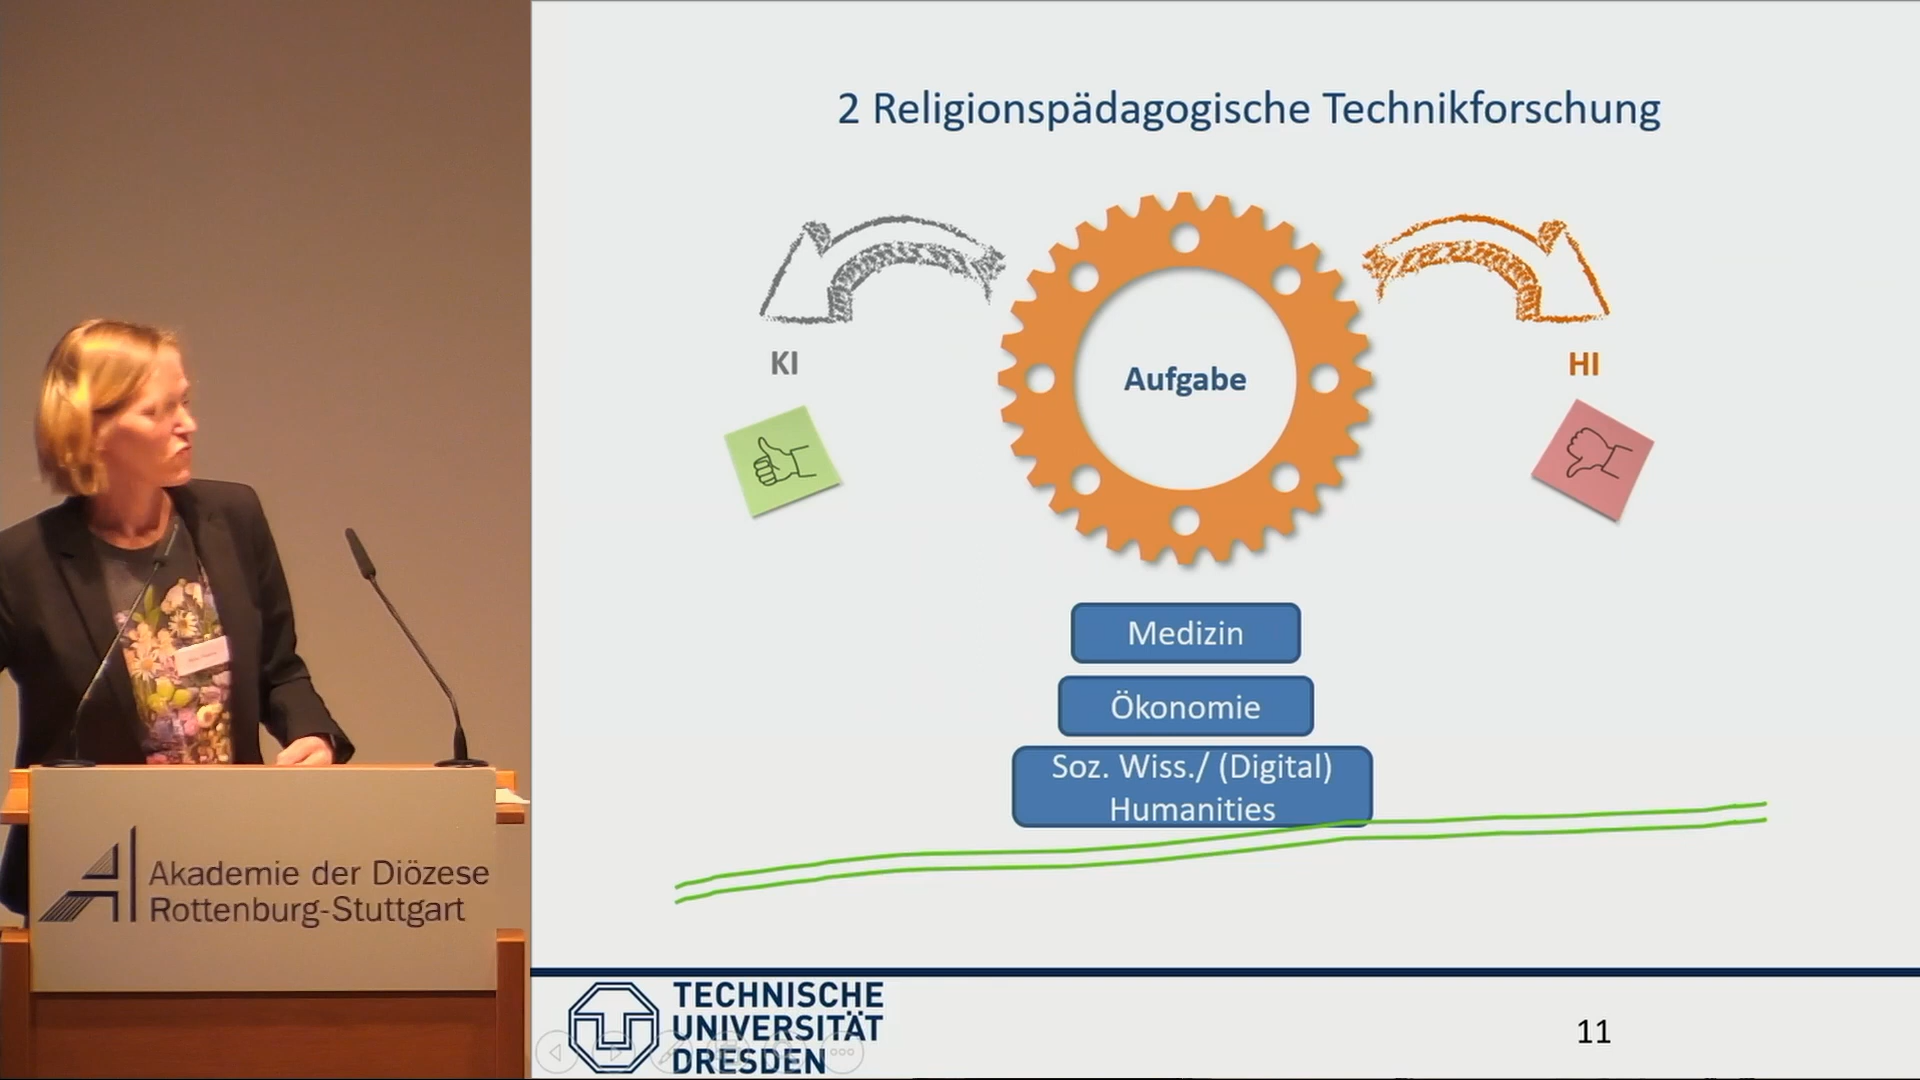 2 Religionspädagogische Technikforschung
KI
Aufgabe
HI
Medizin
Ökonomie
Soz. Wiss./ (Digital)
Humanities
Akademie der Diözese
Rottenburg-Stuttgart
TECHNISCHE
UNIVERSITÄT
DRESDEN
11